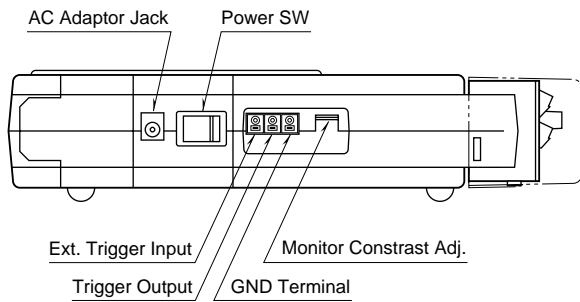 AC Adaptor Jack
Power SW
Ext. Trigger Input
Monitor Constrast Adj.
Trigger Output
GND Terminal